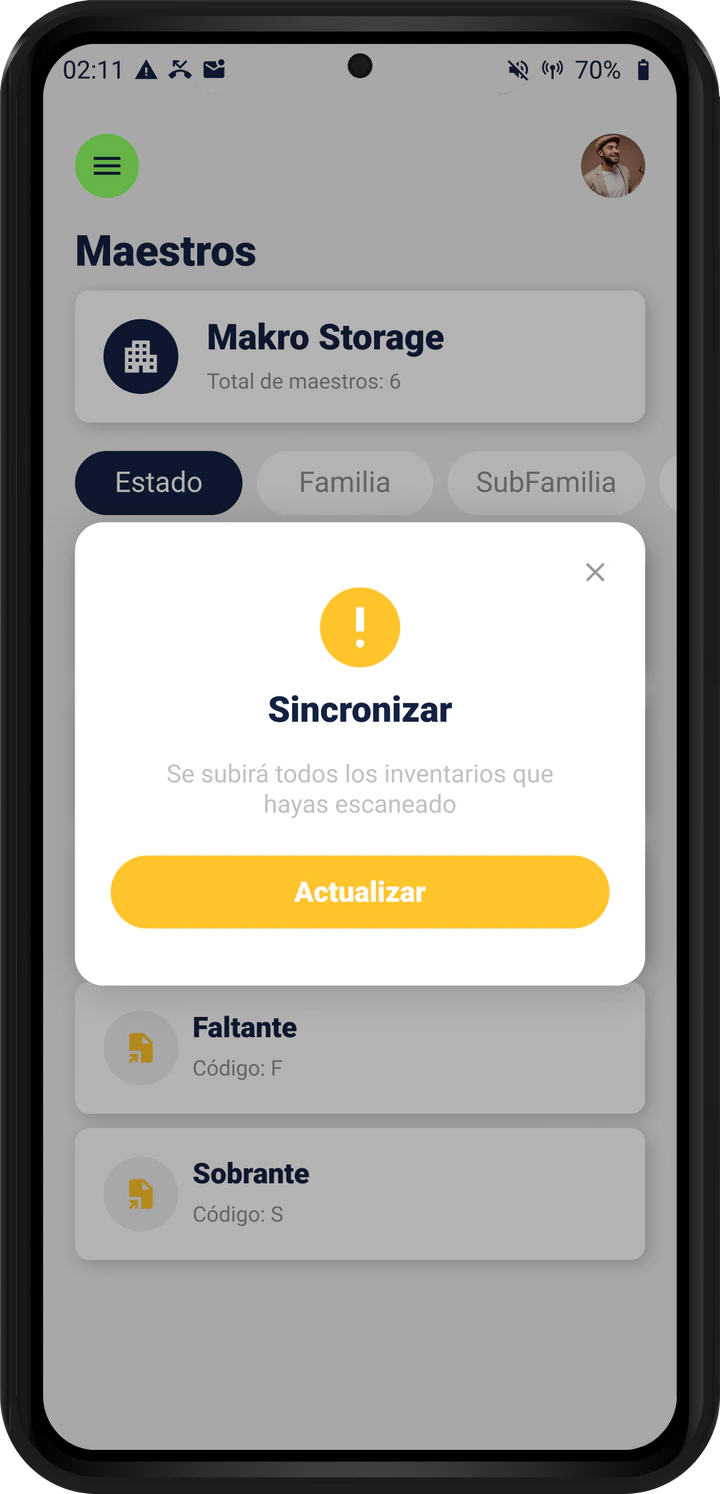 02:11
70%
Maestros
Makro Storage
Total de maestros: 6
Estado
Familia
SubFamilia
Sincronizar
Se subirá todos los inventarios que
hayas escaneado
Actualizar
Faltante
Código: F
Sobrante
Código: S